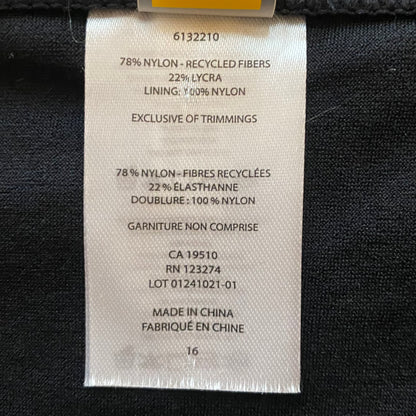 6132210
78% NYLON - RECYCLED FIBERS
22% LYCRA
LINING: 100% NYLON
EXCLUSIVE OF TRIMMINGS
78% NYLON - FIBRES RECYCLÉES
22% ÉLASTHANNE
DOUBLURE : 100 % NYLON
GARNITURE NON COMPRISE
CA 19510
RN 123274
LOT 01241021-01
MADE IN CHINA
FABRIQUÉ EN CHINE
16